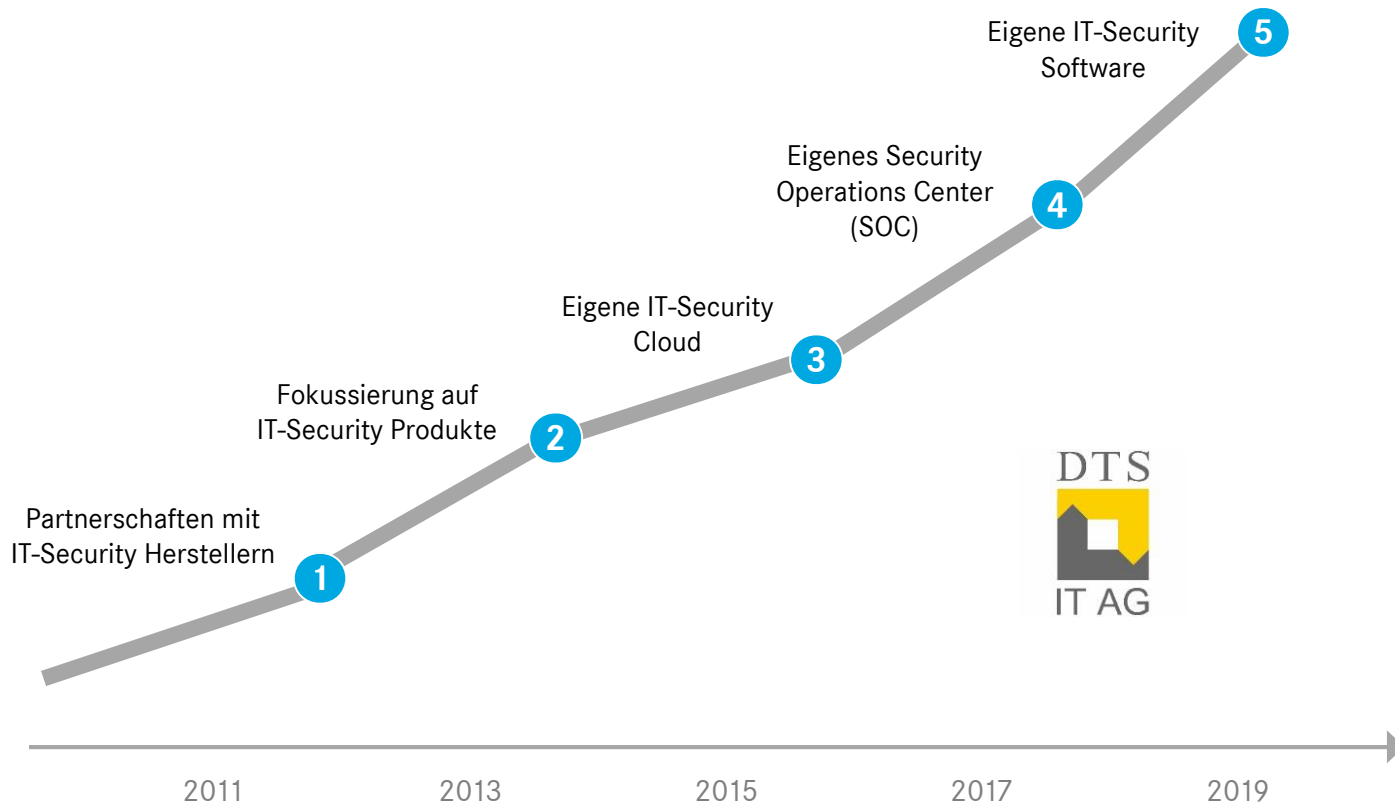 Eigene IT-Security
Software
5
Eigenes Security
Operations Center
(SOC)
4
Eigene IT-Security
Cloud
3
Fokussierung auf
IT-Security Produkte
2
Partnerschaften mit
IT-Security Herstellern
1
DTS
IT AG
2011
2013
2015
2017
2019